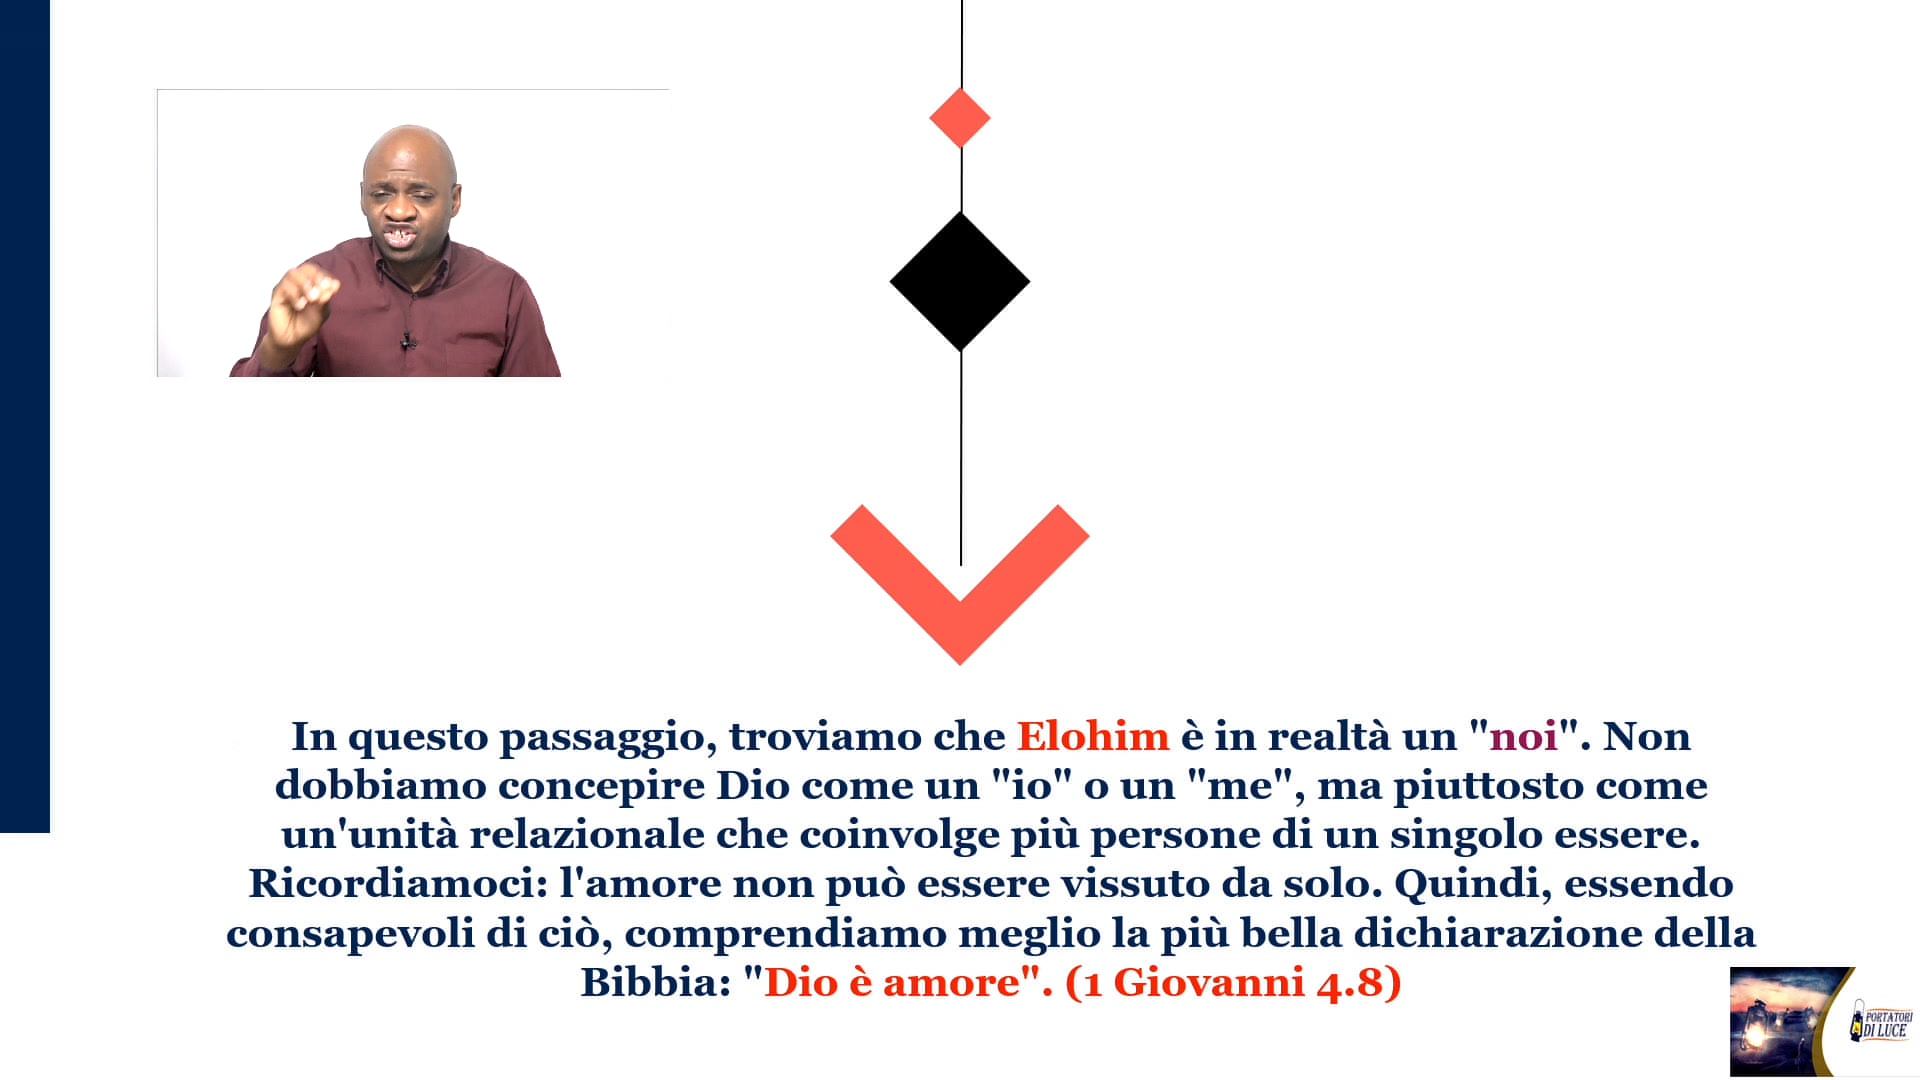 In questo passaggio, troviamo che Elohim è in realtà un "noi". Non
dobbiamo concepire Dio come un "io" o un "me", ma piuttosto come
un'unità relazionale che coinvolge più persone di un singolo essere.
Ricordiamoci: l'amore non può essere vissuto da solo. Quindi, essendo
consapevoli di ciò, comprendiamo meglio la più bella dichiarazione della
Bibbia: "Dio è amore". (1 Giovanni 4.8)
PORTATORI
DI LUCE